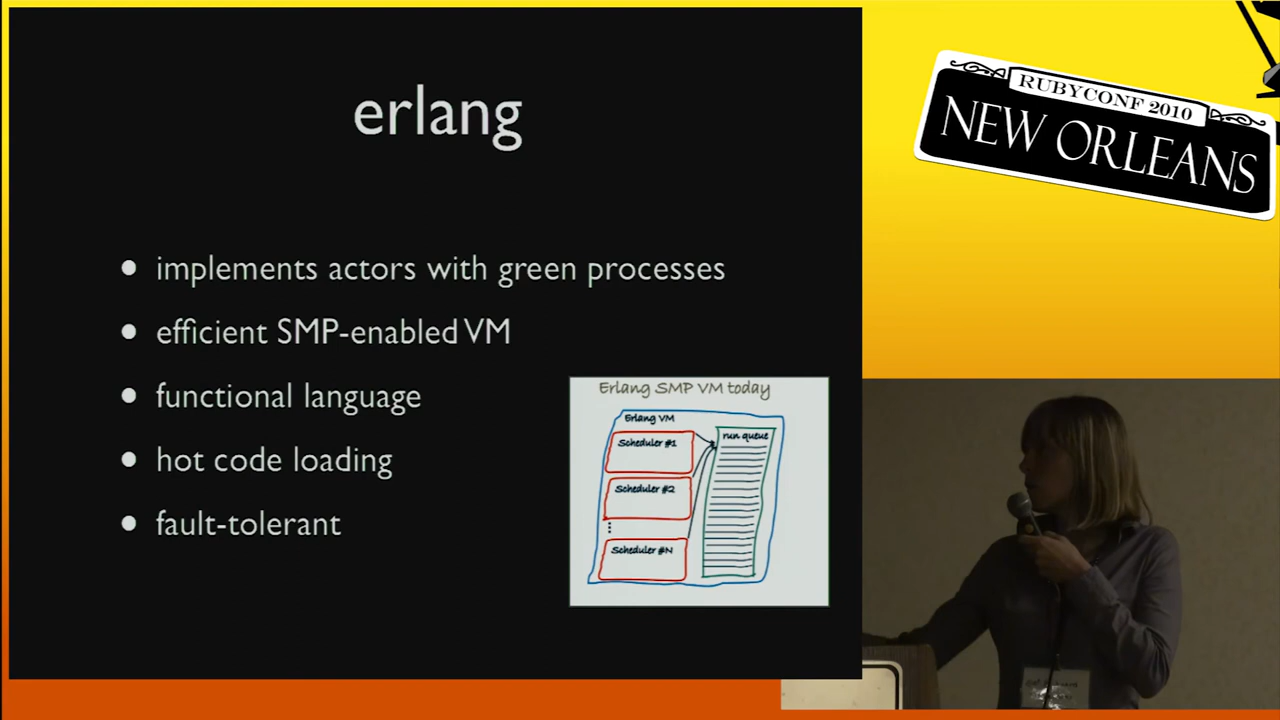 erlang
• implements actors with green processes
• efficient SMP-enabled VM
• functional language
• hot code loading
• fault-tolerant
Erlang SMP VM today
Erlang VM
Scheduler #1
run queue
Scheduler #2
Scheduler #N
RUBYCONF 2010
NEW ORLEANS